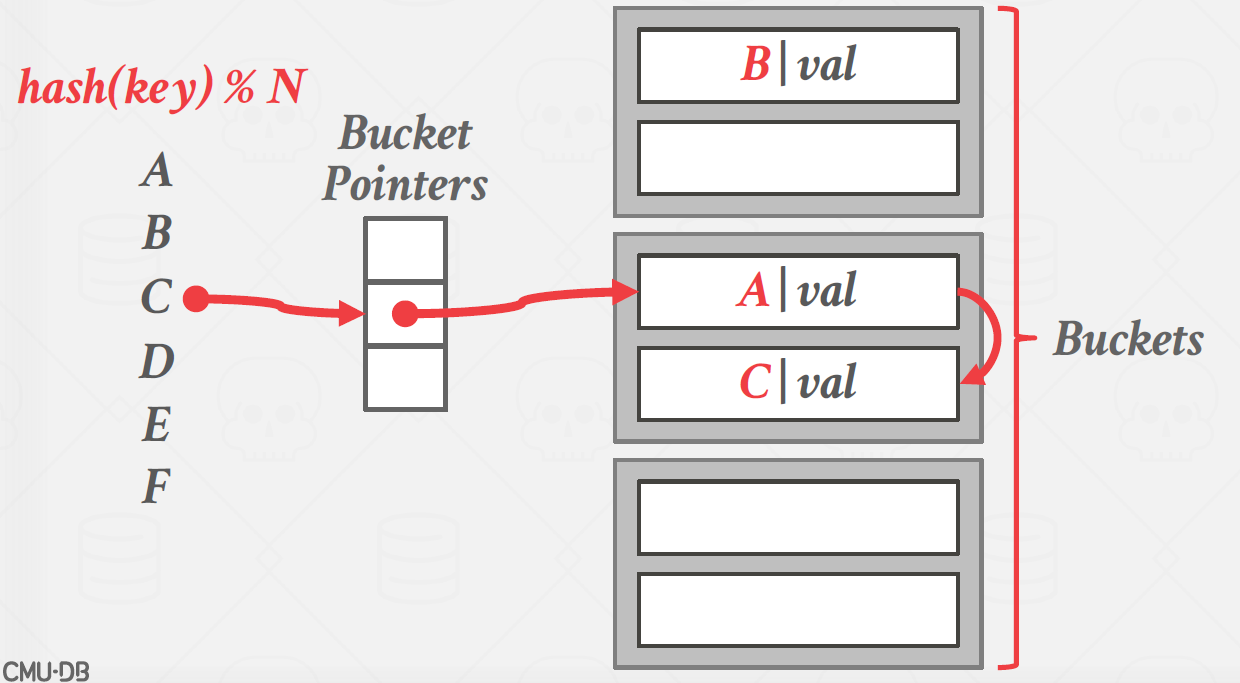 hash(key) % N
A
B
C
D
E
F
Bucket
Pointers
B|val
A|val
C|val
Buckets
CMU·DB